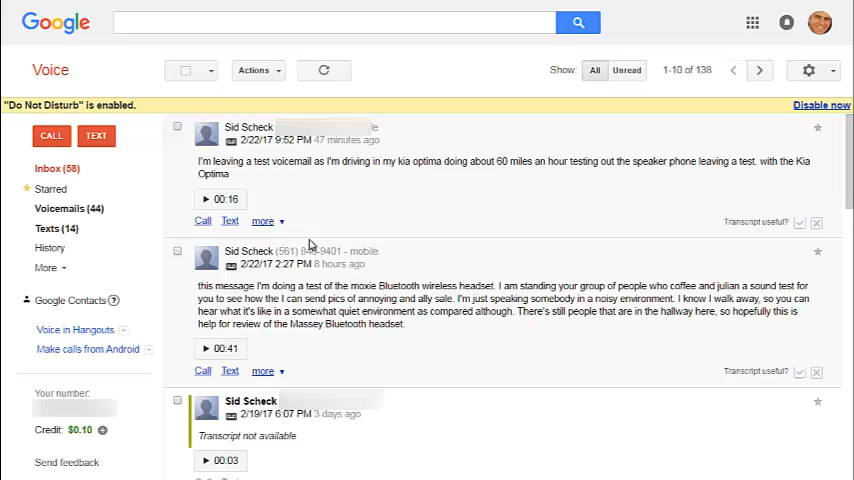 Google
Voice
Actions
Show: All Unread 1-10 of 138
"Do Not Disturb" is enabled. Disable now
CALL TEXT
Inbox (58)
Starred
Voicemails (44)
Texts (14)
History
More
Google Contacts ?
Voice in Hangouts
Make calls from Android
Your number:
Credit: $0.10
Send feedback
Sid Scheck
2/22/17 9:52 PM 47 minutes ago
I'm leaving a test voicemail as I'm driving in my kia optima doing about 60 miles an hour testing out the speaker phone leaving a test. with the Kia
Optima
00:16
Call Text more Transcript useful?
Sid Scheck (561) -9401 - mobile
2/22/17 2:27 PM 8 hours ago
this message I'm doing a test of the moxie Bluetooth wireless headset. I am standing your group of people who coffee and julian a sound test for
you to see how the I can send pics of annoying and ally sale. I'm just speaking somebody in a noisy environment. I know I walk away, so you can
hear what it's like in a somewhat quiet environment as compared although. There's still people that are in the hallway here, so hopefully this is
help for review of the Massey Bluetooth headset.
00:41
Call Text more Transcript useful?
Sid Scheck
2/19/17 6:07 PM 3 days ago
Transcript not available
00:03